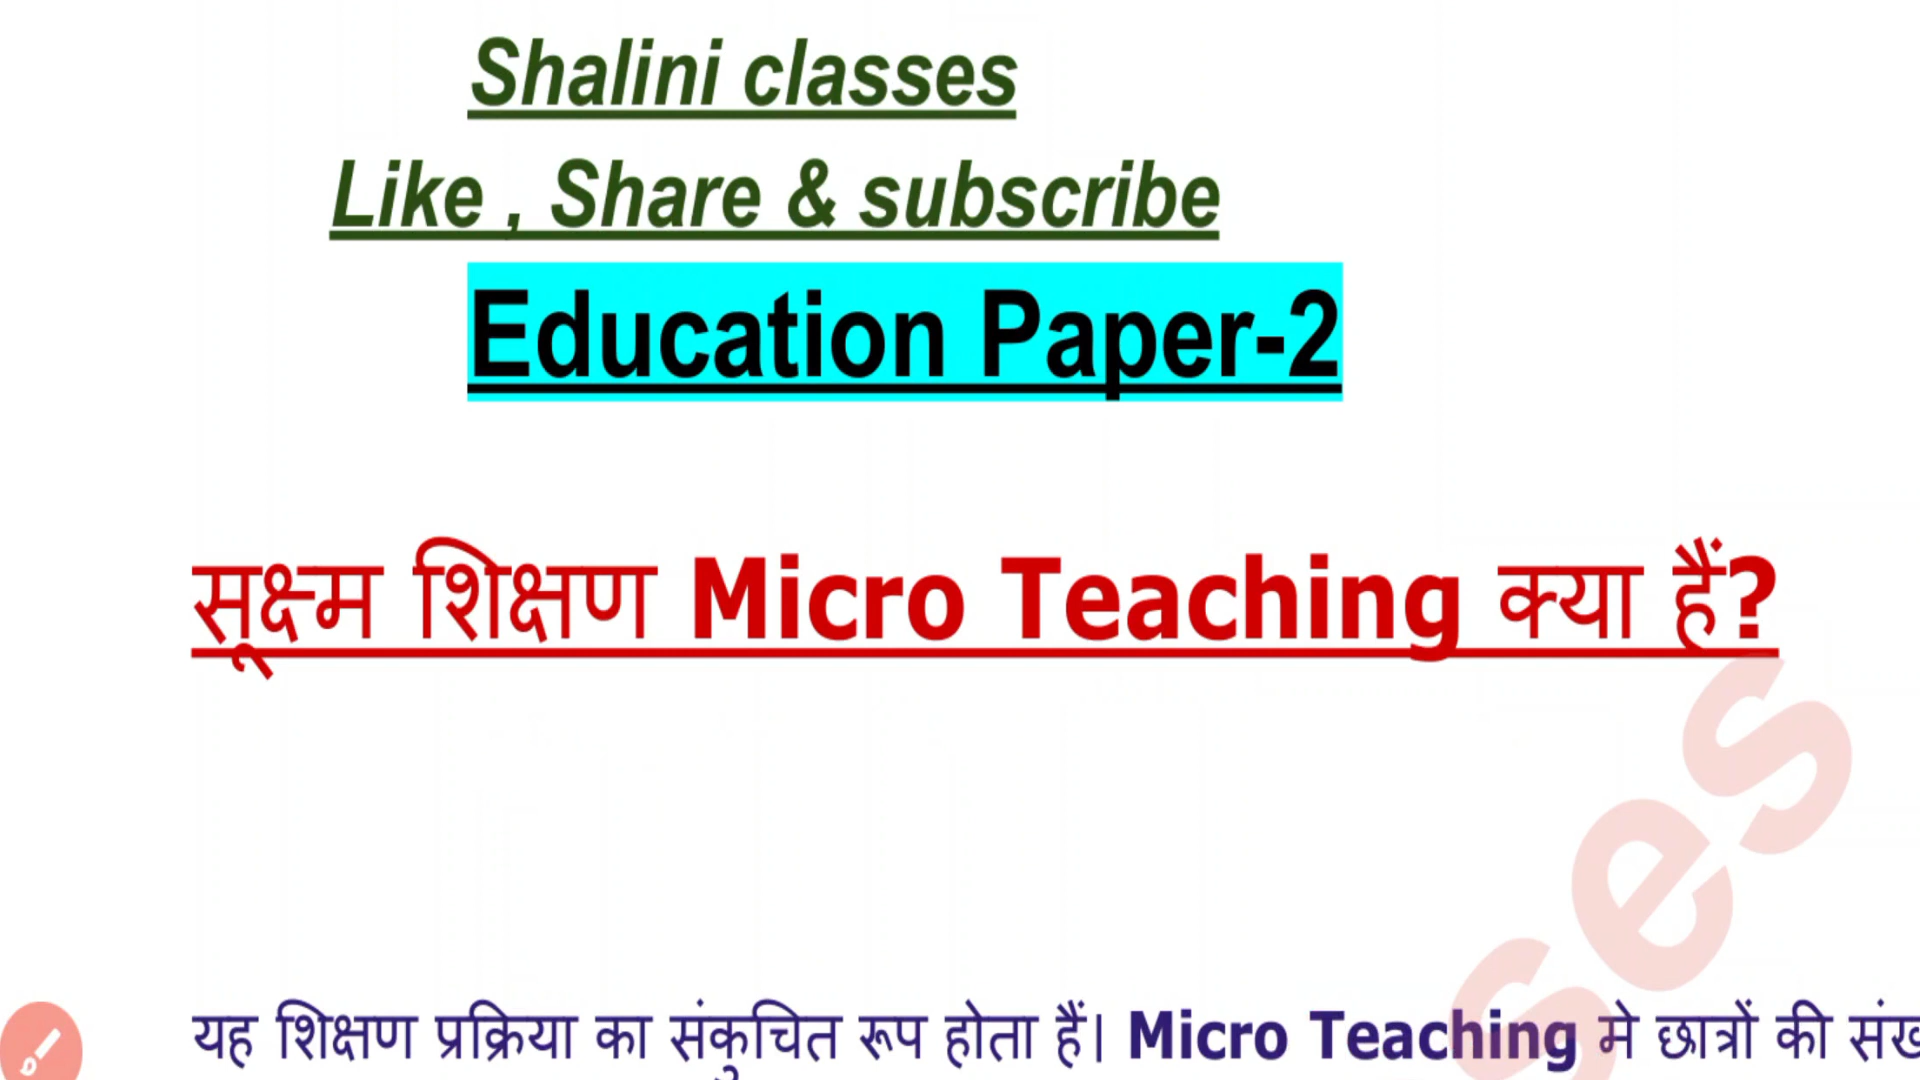 Shalini classes
Like , Share & subscribe
Education Paper-2
सूक्ष्म शिक्षण Micro Teaching क्या हैं?
यह शिक्षण प्रक्रिया का संकुचित रूप होता हैं। Micro Teaching मे छात्रों की